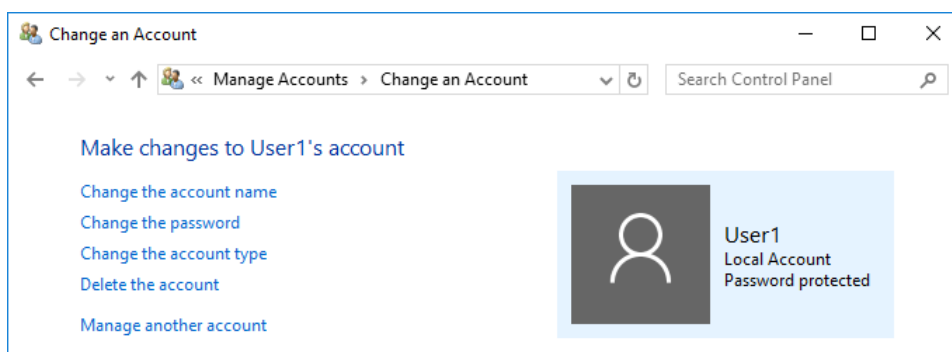 Change an Account
« Manage Accounts › Change an Account
Search Control Panel
Make changes to User1's account
Change the account name
Change the password
Change the account type
Delete the account
Manage another account
User1
Local Account
Password protected